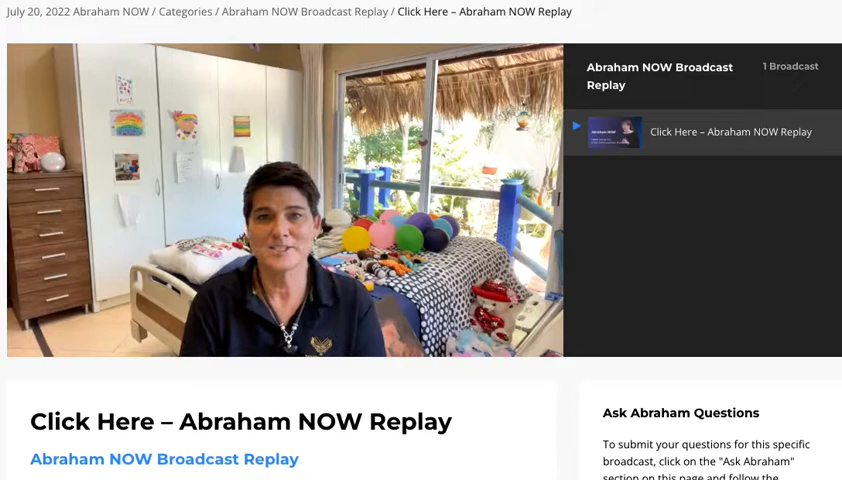 July 20, 2022 Abraham NOW / Categories / Abraham NOW Broadcast Replay / Click Here – Abraham NOW Replay
Abraham NOW Broadcast
Replay
1 Broadcast
Click Here – Abraham NOW Replay
Click Here – Abraham NOW Replay
Abraham NOW Broadcast Replay
Ask Abraham Questions
To submit your questions for this specific
broadcast, click on the "Ask Abraham"
section on this page and follow the